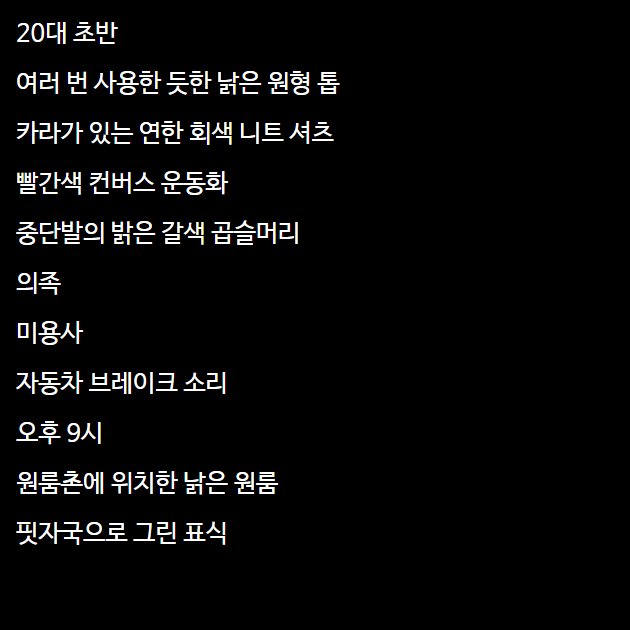 20대 초반
여러 번 사용한 듯한 낡은 원형 톱
카라가 있는 연한 회색 니트 셔츠
빨간색 컨버스 운동화
중단발의 밝은 갈색 곱슬머리
의족
미용사
자동차 브레이크 소리
오후 9시
원룸촌에 위치한 낡은 원룸
핏자국으로 그린 표식